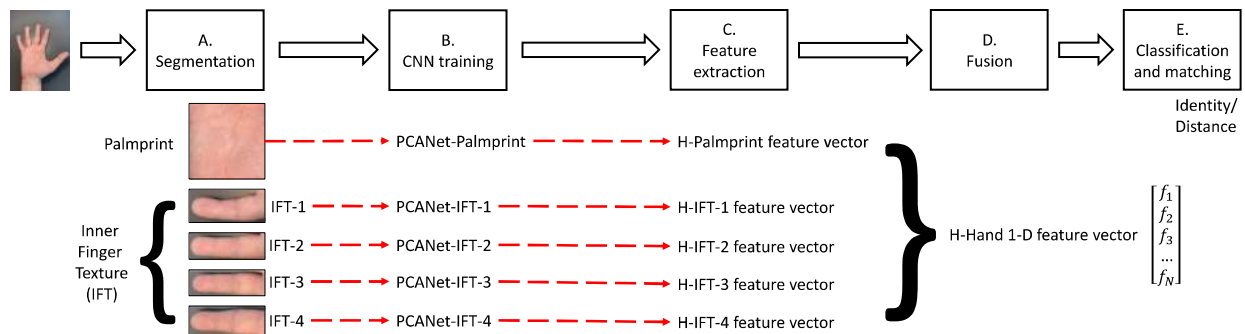 A.
Segmentation
B.
CNN training
C.
Feature
extraction
D.
Fusion
E.
Classification
and matching
Identity/
Distance
Palmprint
PCANet-Palmprint
H-Palmprint feature vector
Inner
Finger
Texture
(IFT)
IFT-1
PCANet-IFT-1
H-IFT-1 feature vector
IFT-2
PCANet-IFT-2
H-IFT-2 feature vector
IFT-3
PCANet-IFT-3
H-IFT-3 feature vector
IFT-4
PCANet-IFT-4
H-IFT-4 feature vector
H-Hand 1-D feature vector
f₁
f₂
f₃
...
f_N